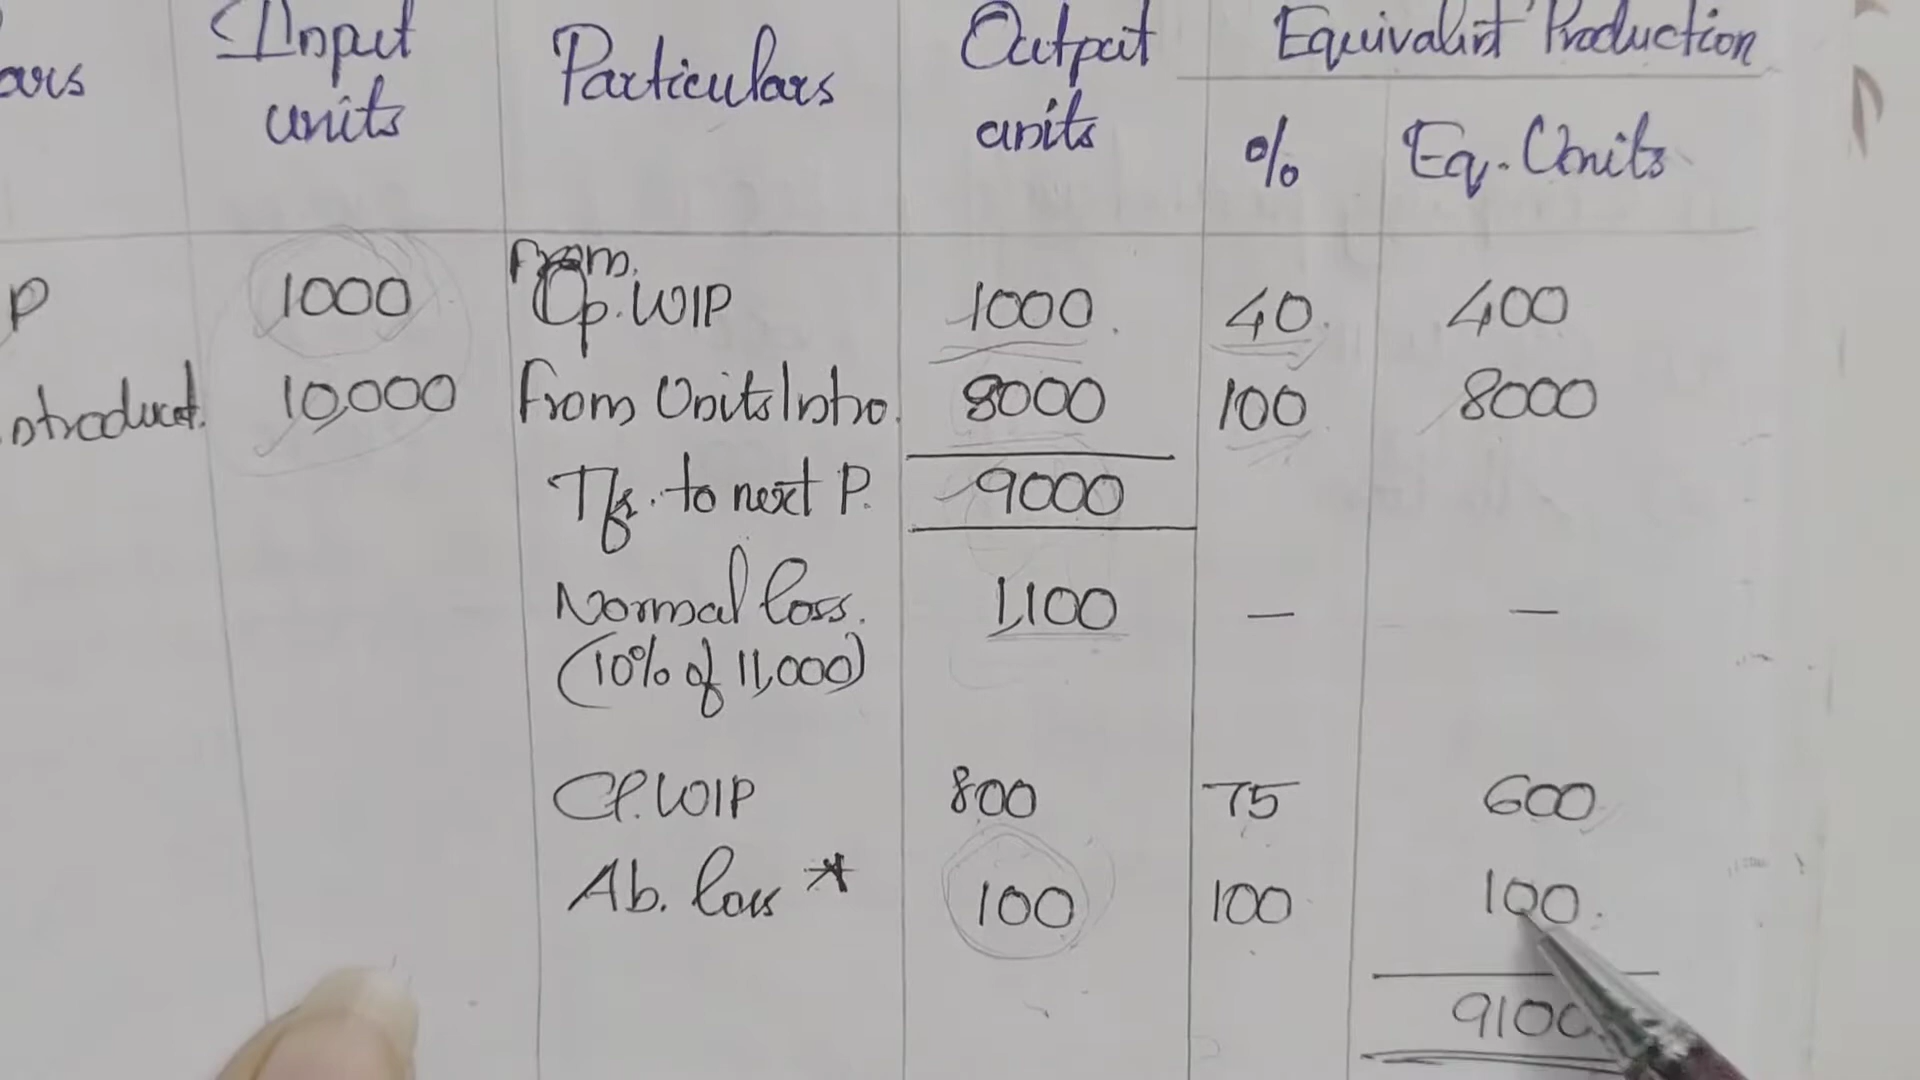 ars Input units Particulars Output units Equivalent Production
% Eq. Units
P 1000 From Op. WIP 1000 40 400
ntroduced. 10,000 From Units Intro. 8000 100 8000
Tfr. to next P. 9000
Normal loss. 1,100 — —
(10% of 11,000)
Cl. WIP 800 75 600
Ab. loss * 100 100 100
9100